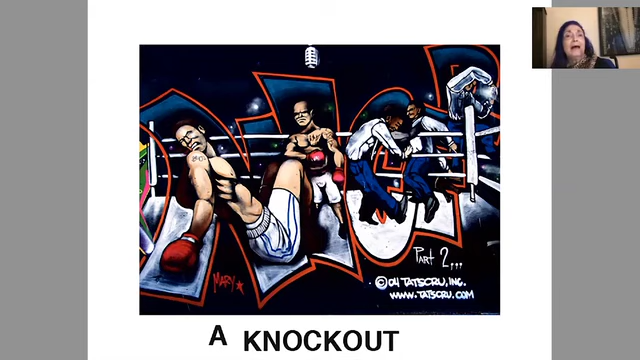 MARY
PART 2,,,
© 04 TATSCRU, INC.
WWW.TATSCRU.COM
A KNOCKOUT